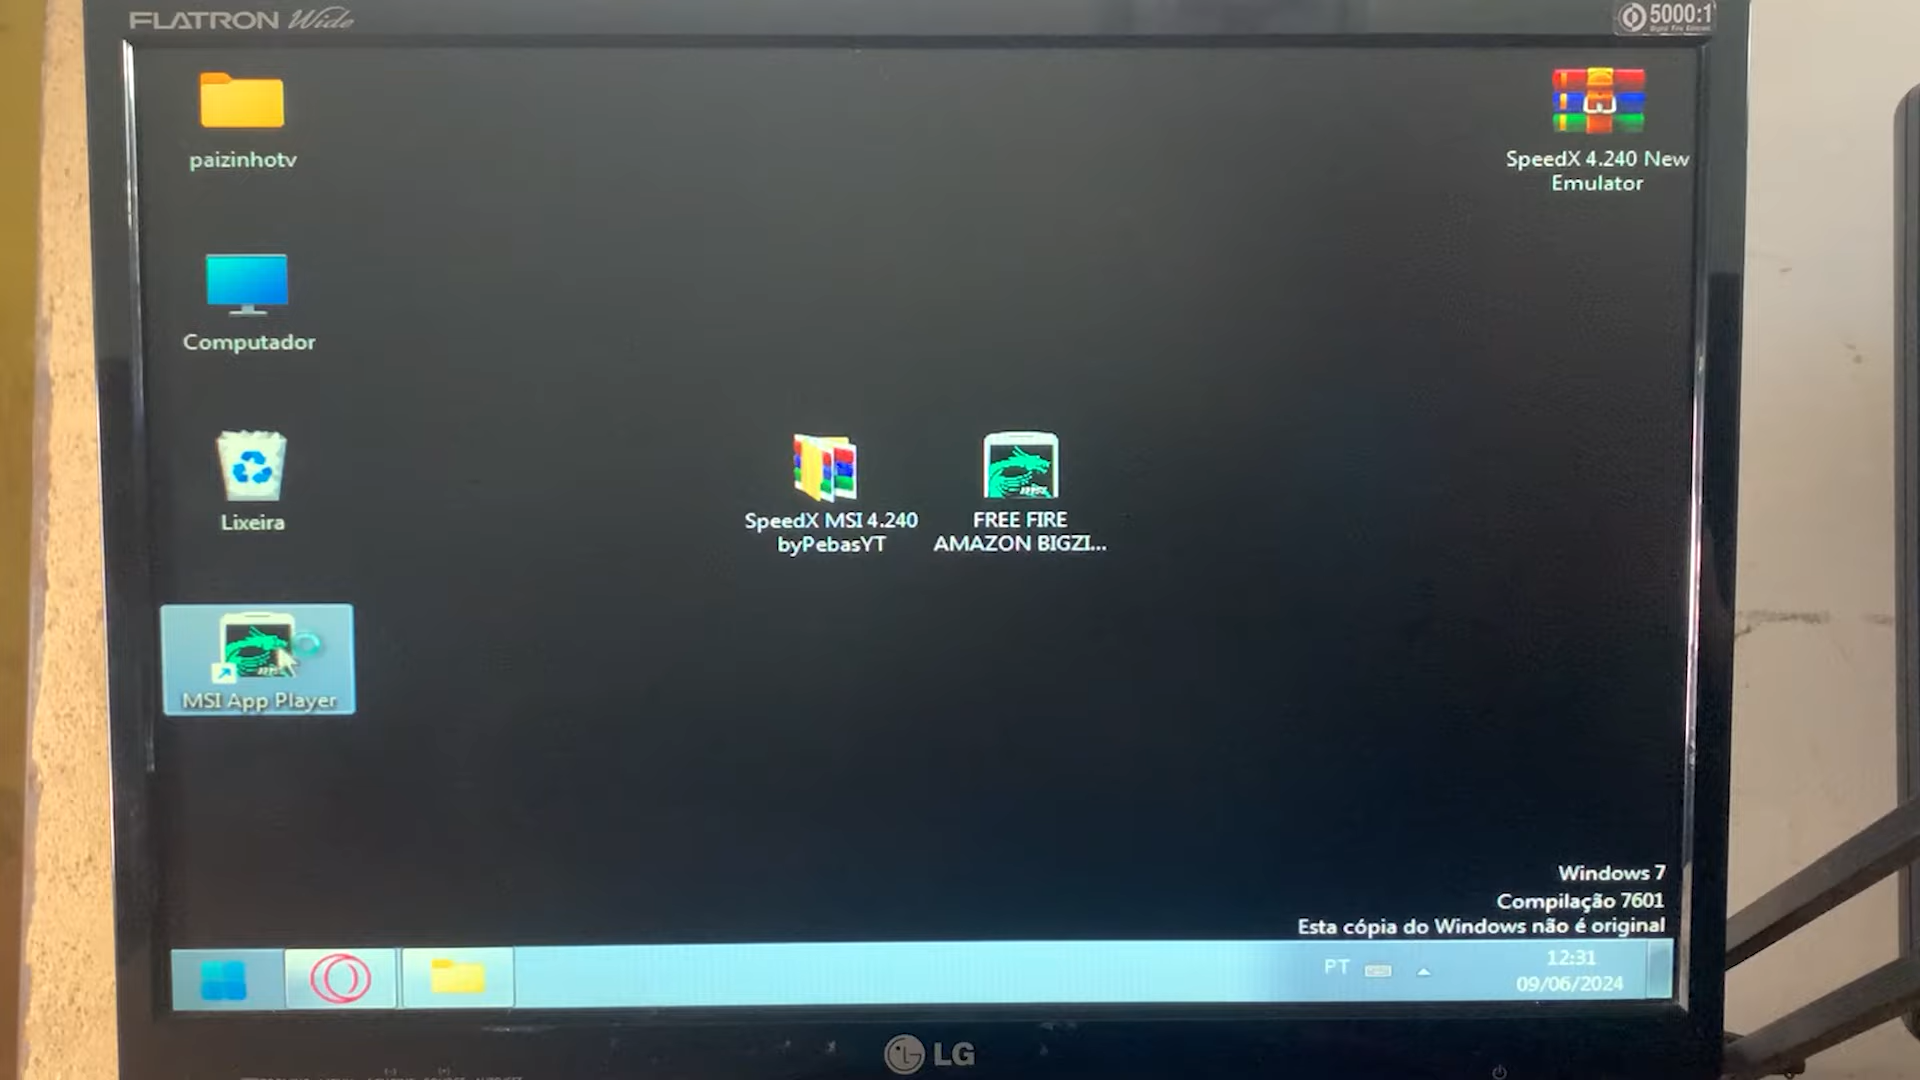 FLATRON Wide
5000:1
paizinhotv
SpeedX 4.240 New
Emulator
Computador
Lixeira
SpeedX MSI 4.240
byPebasYT
FREE FIRE
AMAZON BIGZI...
MSI App Player
Windows 7
Compilação 7601
Esta cópia do Windows não é original
PT
12:31
09/06/2024
LG